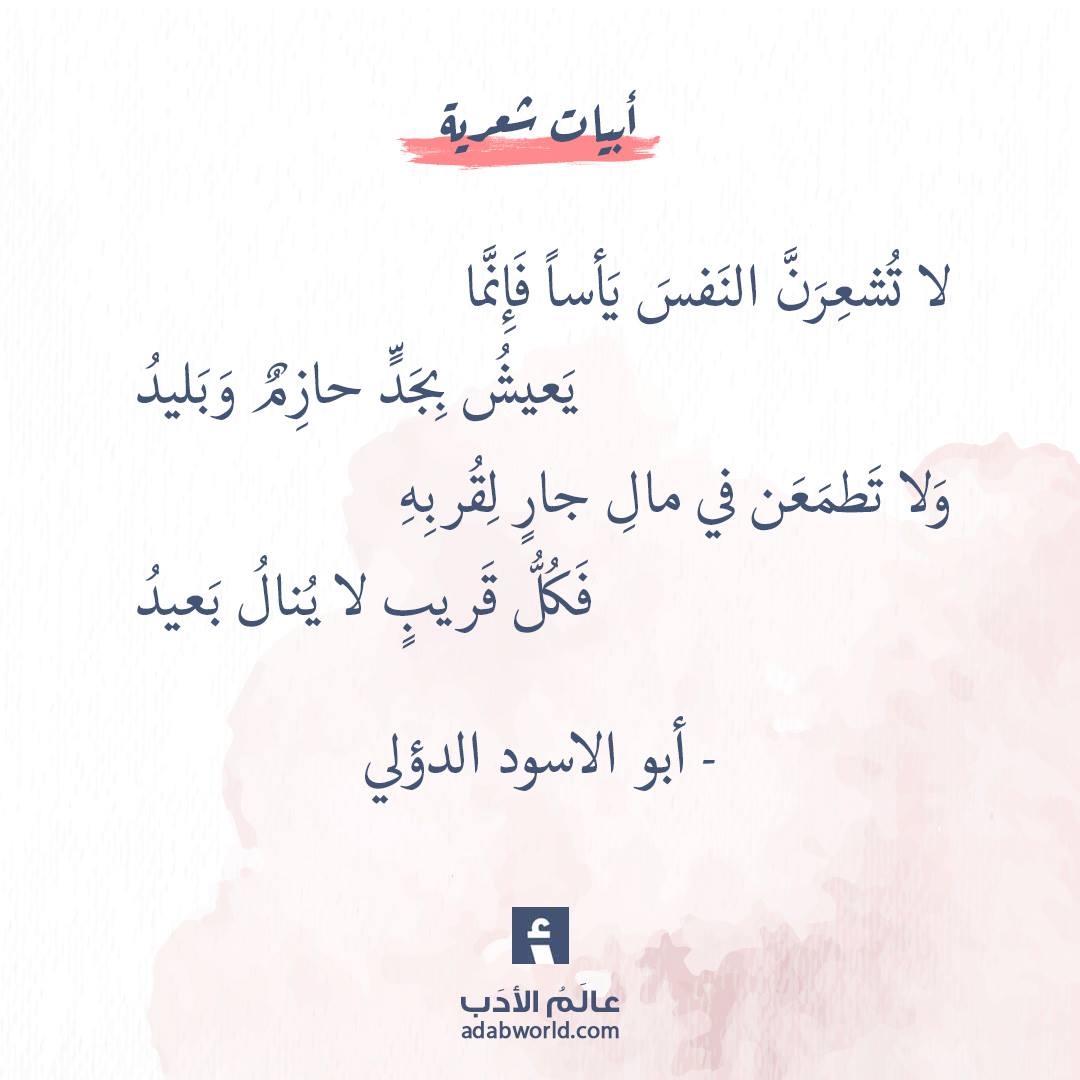 أبيات شعرية
لا تُشعِرَنَّ النَفسَ يَأساً فَإِنَّما
يَعيشُ بِجَدٍّ حازِمٌ وَبَليدُ
وَلا تَطمَعَن في مالِ جارٍ لِقُربِهِ
فَكُلُّ قَريبٍ لا يُنالُ بَعيدُ
- أبو الاسود الدؤلي
أ
عالَمُ الأدَب
adabworld.com